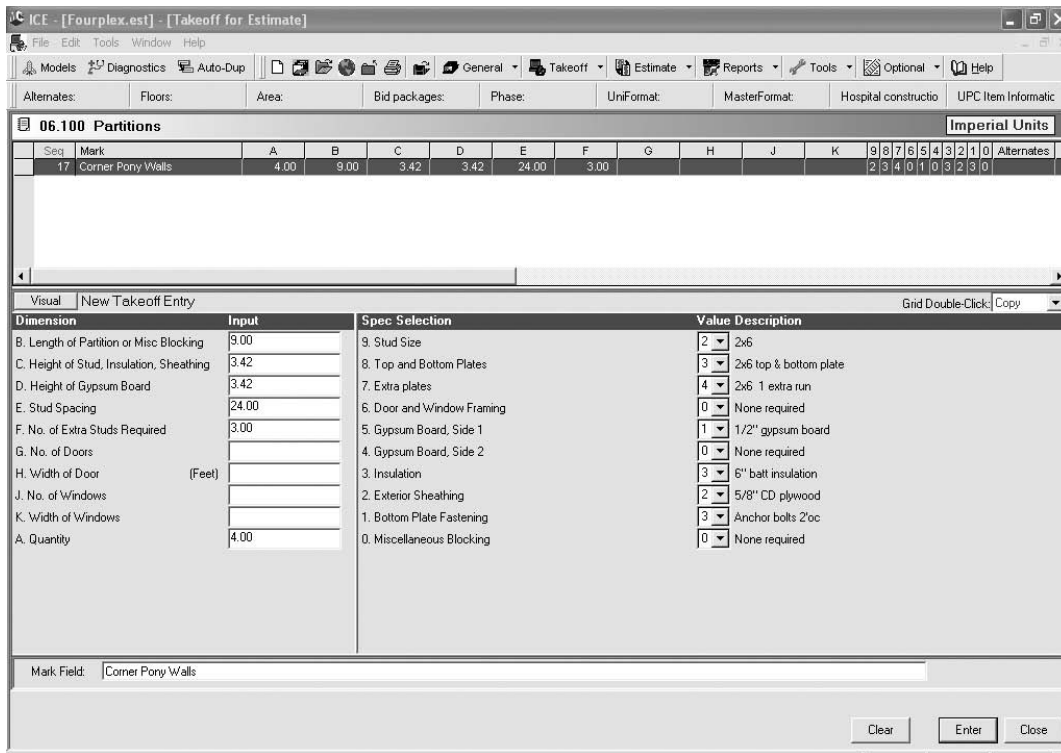 ICE - [Fourplex.est] - [Takeoff for Estimate]
File Edit Tools Window Help
Models Diagnostics Auto-Dup General Takeoff Estimate Reports Tools Optional Help
Alternates: Floors: Area: Bid packages: Phase: UniFormat: MasterFormat: Hospital constructio UPC Item Informatic
06.100 Partitions Imperial Units
Seq Mark A B C D E F G H J K 9 8 7 6 5 4 3 2 1 0 Alternates
17 Corner Pony Walls 4.00 9.00 3.42 3.42 24.00 3.00 2 3 4 0 1 0 3 2 3 0
Visual New Takeoff Entry Grid Double-Click: Copy
Dimension Input Spec Selection Value Description
B. Length of Partition or Misc Blocking 9.00 9. Stud Size 2 2x6
C. Height of Stud, Insulation, Sheathing 3.42 8. Top and Bottom Plates 3 2x6 top & bottom plate
D. Height of Gypsum Board 3.42 7. Extra plates 4 2x6 1 extra run
E. Stud Spacing 24.00 6. Door and Window Framing 0 None required
F. No. of Extra Studs Required 3.00 5. Gypsum Board, Side 1 1 1/2" gypsum board
G. No. of Doors 4. Gypsum Board, Side 2 0 None required
H. Width of Door (Feet) 3. Insulation 3 6" batt insulation
J. No. of Windows 2. Exterior Sheathing 2 5/8" CD plywood
K. Width of Windows 1. Bottom Plate Fastening 3 Anchor bolts 2'oc
A. Quantity 4.00 0. Miscellaneous Blocking 0 None required
Mark Field: Corner Pony Walls
Clear Enter Close